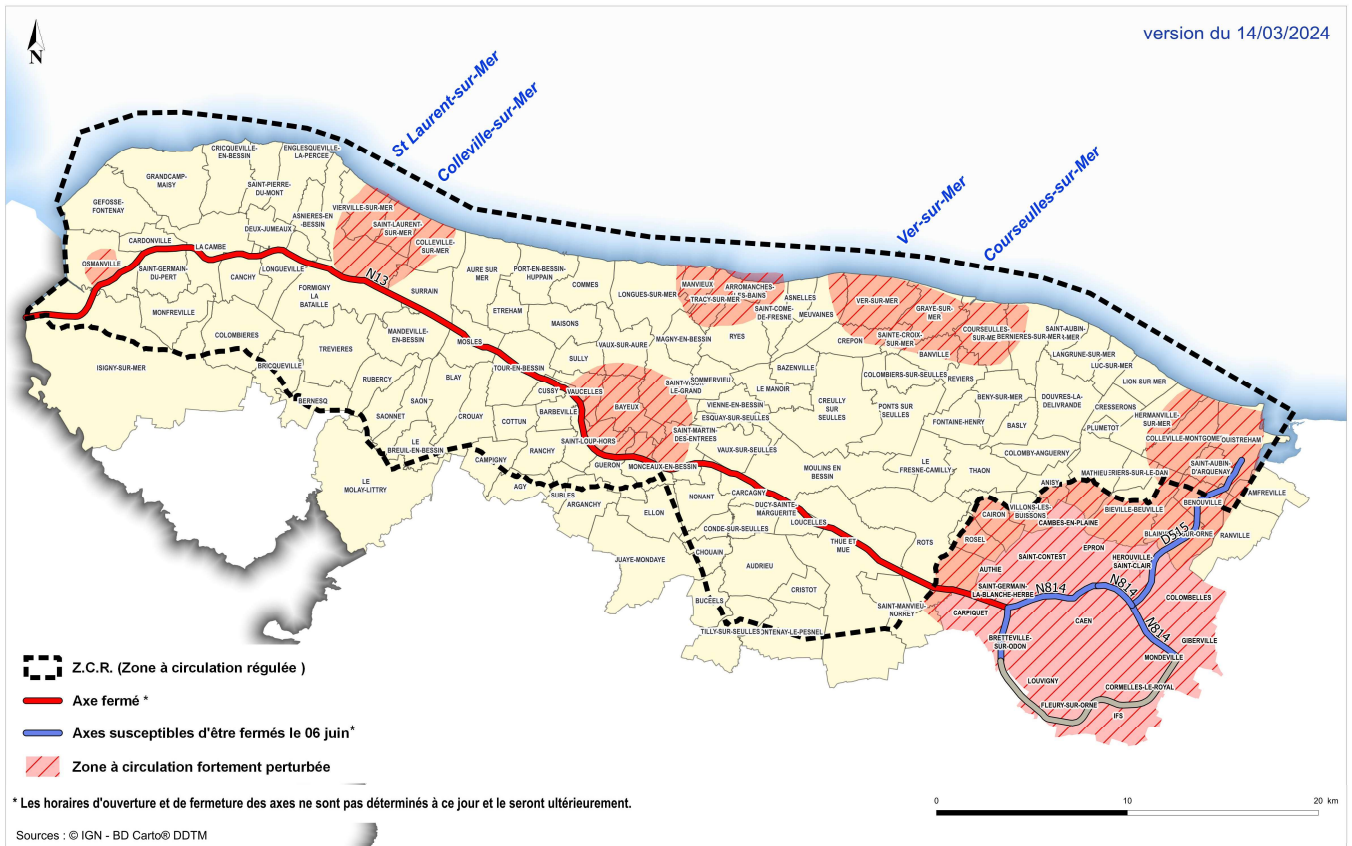 version du 14/03/2024
N
St Laurent-sur-Mer
Colleville-sur-Mer
Ver-sur-Mer
Courseulles-sur-Mer
CRICQUEVILLE-
EN-BESSIN
ENGLESQUEVILLE-
LA-PERCEE
GRANDCAMP-
MAISY
SAINT-PIERRE-
DU-MONT
GEFOSSE-
FONTENAY
VIERVILLE-SUR-MER
ASNIERES-EN
-BESSIN
DEUX-JUMEAUX
SAINT-LAURENT-
SUR-MER
COLLEVILLE-
SUR-MER
CARDONVILLE
LA CAMBE
OSMANVILLE
SAINT-GERMAIN-
DU-PERT
CANCHY
LONGUEVILLE
N13
FORMIGNY
LA
BATAILLE
SURRAIN
AURE SUR
MER
PORT-EN-BESSIN-
HUPPAIN
COMMES
LONGUES-SUR-MER
MANVIEUX
ARROMANCHES-
LES-BAINS
TRACY-SUR-MER
ASNELLES
SAINT-COME-
DE-FRESNE
MEUVAINES
VER-SUR-MER
GRAYE-SUR-
MER
COURSEULLES-
SUR-ME
BERNIERES-SUR-MER
SAINT-AUBIN-
R-MER
SAINTE-CROIX-
SUR-MER
CREPON
BANVILLE
LANGRUNE-SUR-MER
LUC-SUR-MER
LION SUR MER
MONFREVILLE
COLOMBIERES
MANDEVILLE-
EN-BESSIN
ETREHAM
MAISONS
MOSLES
RYES
MAGNY-EN-BESSIN
VAUX-SUR-AURE
SULLY
TREVIERES
ISIGNY-SUR-MER
BRICQUEVILLE
BERNESQ
RUBERCY
BLAY
TOUR-EN-BESSIN
CUSSY
VAUCELLES
BAYEUX
SAINT-VIGOR
LE-GRAND
SOMMERVIEU
LE MANOIR
BAZENVILLE
COLOMBIERS-SUR-SEULLES
REVIERS
BENY-SUR-MER
DOUVRES-LA-
DELIVRANDE
CRESSERONS
PLUMETOT
HERMANVILLE-
SUR-MER
COLLEVILLE-MONTGOME
OUISTREHAM
SAON
SAONNET
CROUAY
COTTUN
BARBEVILLE
SAINT-LOUP-HORS
SAINT-MARTIN-
DES-ENTREES
VIENNE-EN-BESSIN
ESQUAY-SUR-SEULLES
CREULLY
SUR
SEULLES
PONTS SUR
SEULLES
FONTAINE-HENRY
BASLY
COLOMBY-ANGUERNY
LE
BREUIL-EN-BESSIN
RANCHY
GUERON
MONCEAUX-EN-BESSIN
VAUX-SUR-SEULLES
MOULINS EN
BESSIN
LE
FRESNE-CAMILLY
THAON
ANISY
MATHIEU
ERIERS-SUR-LE-DAN
SAINT-AUBIN-
D'ARQUENAY
CAMPIGNY
AGY
SUBLES
ARGANCHY
ELLON
NONANT
CARCAGNY
DUCY-SAINTE-
MARGUERITE
LOUCELLES
CONDE-SUR-SEULLES
LE
MOLAY-LITTRY
JUAYE-MONDAYE
CHOUAIN
AUDRIEU
THUE ET
MUE
ROTS
CAIRON
VILLONS-LES-
BUISSONS
CAMBES-EN-PLAINE
BIEVILLE-BEUVILLE
BENOUVILLE
AMFREVILLE
BLAINVI
SUR-ORNE
D515
RANVILLE
ROSEL
AUTHIE
SAINT-CONTEST
EPRON
HEROUVILLE-
SAINT-CLAIR
CRISTOT
BUCEELS
TILLY-SUR-SEULLES
ONTENAY-LE-PESNEL
SAINT-MANVIEU-
NORREY
SAINT-GERMAIN-
LA-BLANCHE-HERBE
CARPIQUET
N814
N814
N814
COLOMBELLES
CAEN
GIBERVILLE
BRETTEVILLE-
SUR-ODON
MONDEVILLE
LOUVIGNY
CORMELLES-LE-ROYAL
FLEURY-SUR-ORNE
IFS
Z.C.R. (Zone à circulation régulée )
Axe fermé *
Axes susceptibles d'être fermés le 06 juin*
Zone à circulation fortement perturbée
* Les horaires d'ouverture et de fermeture des axes ne sont pas déterminés à ce jour et le seront ultérieurement.
0 10 20 km
Sources : © IGN - BD Carto® DDTM